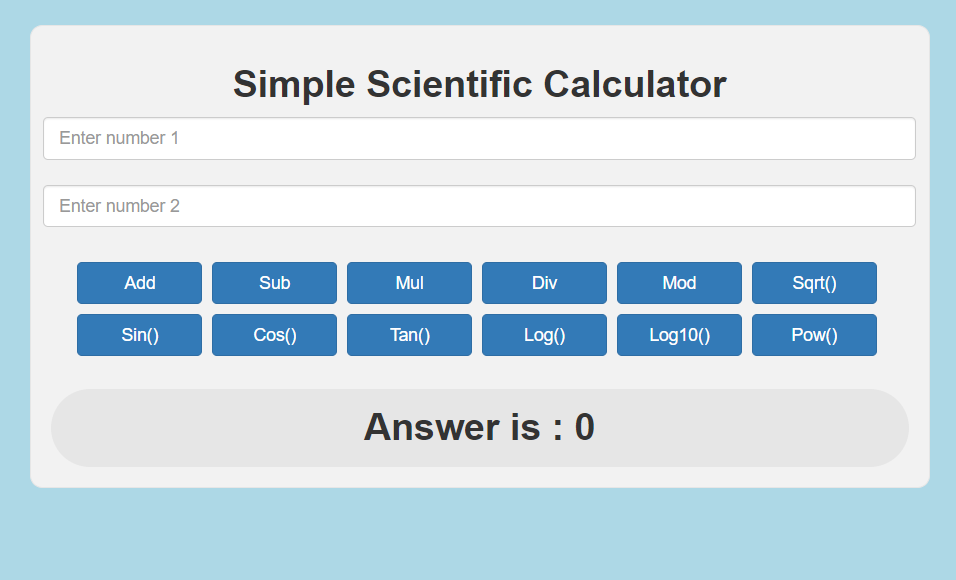 Simple Scientific Calculator
Enter number 1
Enter number 2
Add Sub Mul Div Mod Sqrt()
Sin() Cos() Tan() Log() Log10() Pow()
Answer is : 0